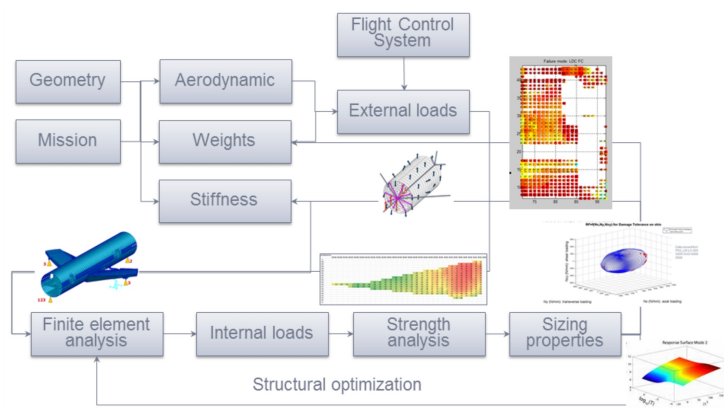 Flight Control
System
Failure mode: LDC FC
Geometry
Aerodynamic
External loads
Mission
Weights
Stiffness
Finite element
analysis
Internal loads
Strength
analysis
Sizing
properties
Response Surface Mode 2
Structural optimization